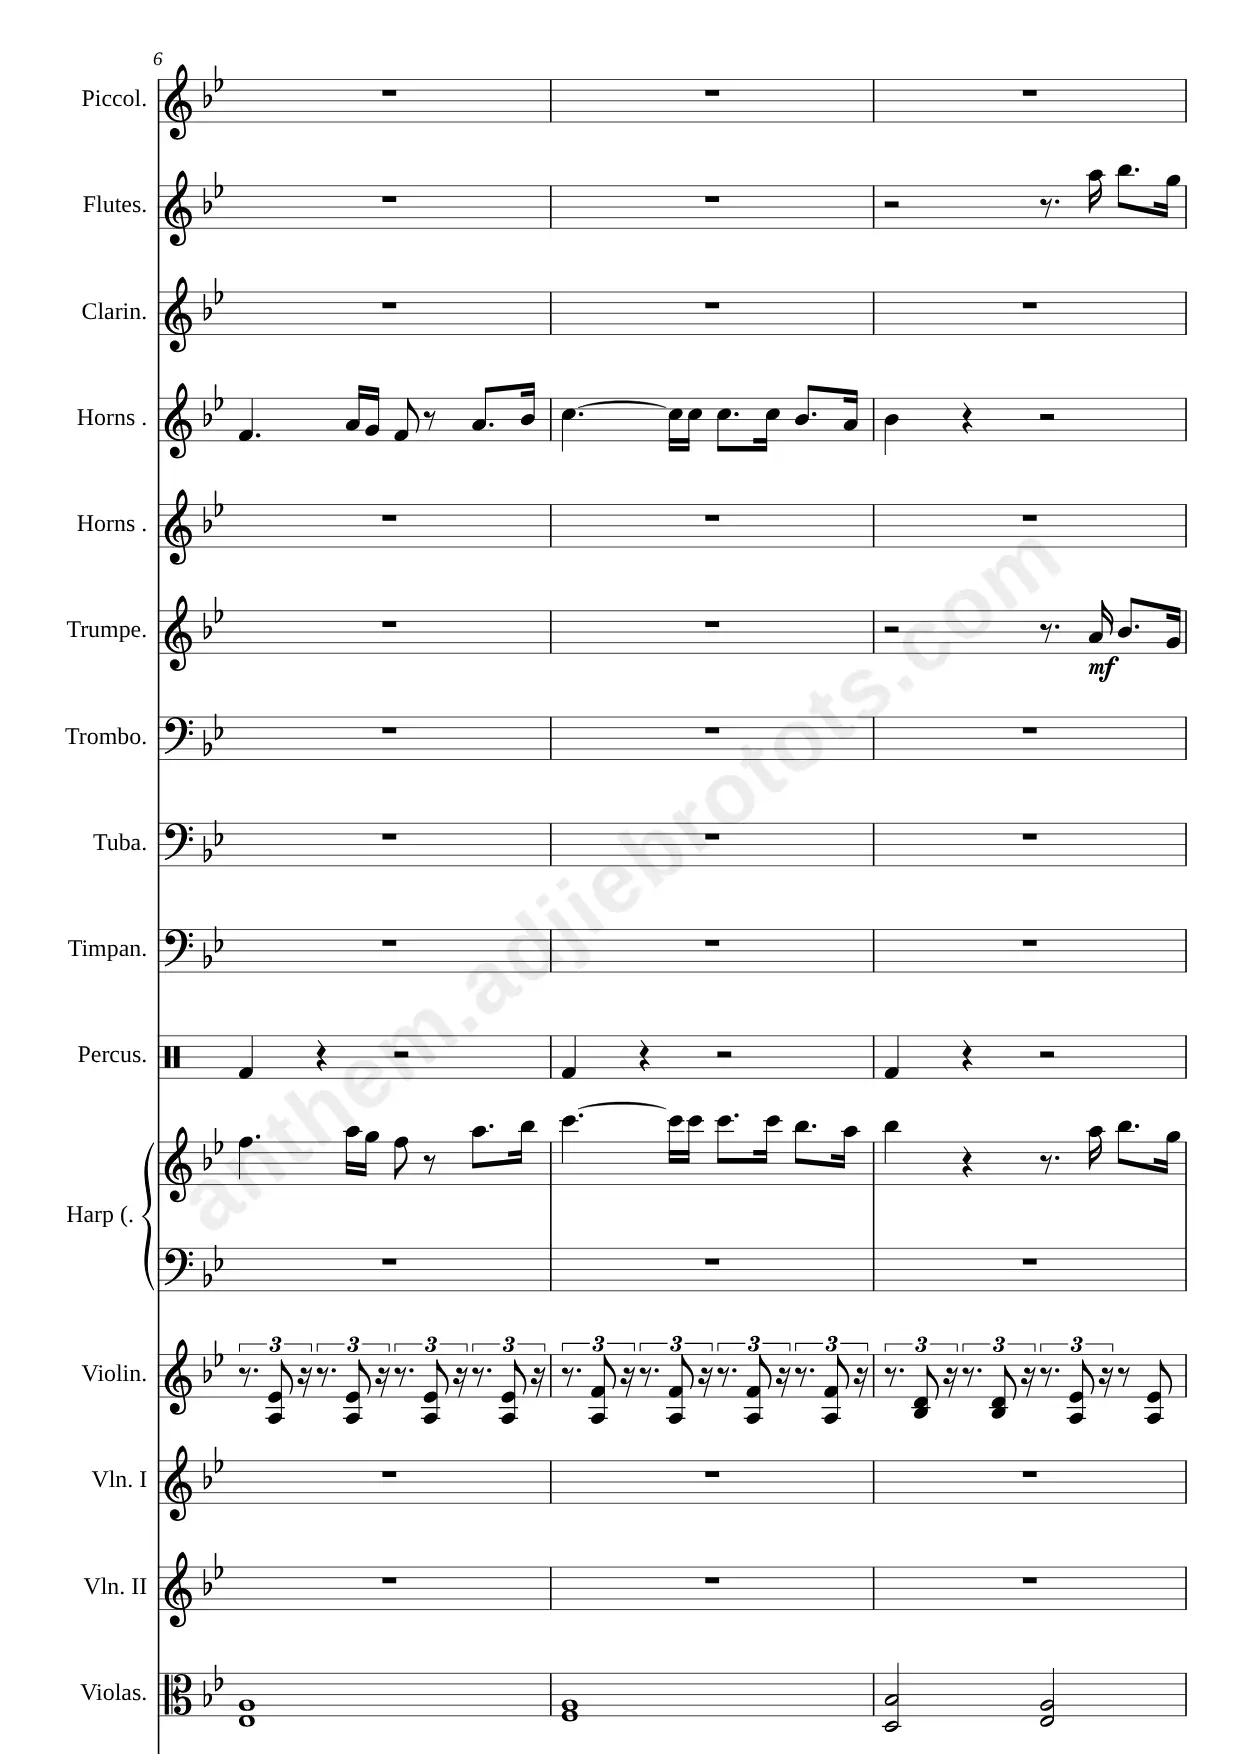 6
Piccol.
Flutes.
Clarin.
Horns .
Horns .
Trumpe.
mf
Trombo.
Tuba.
Timpan.
Percus.
Harp (.
Violin.
3 3 3 3 3 3 3 3 3 3 3
Vln. I
Vln. II
Violas.
anthem.adjiebrotots.com